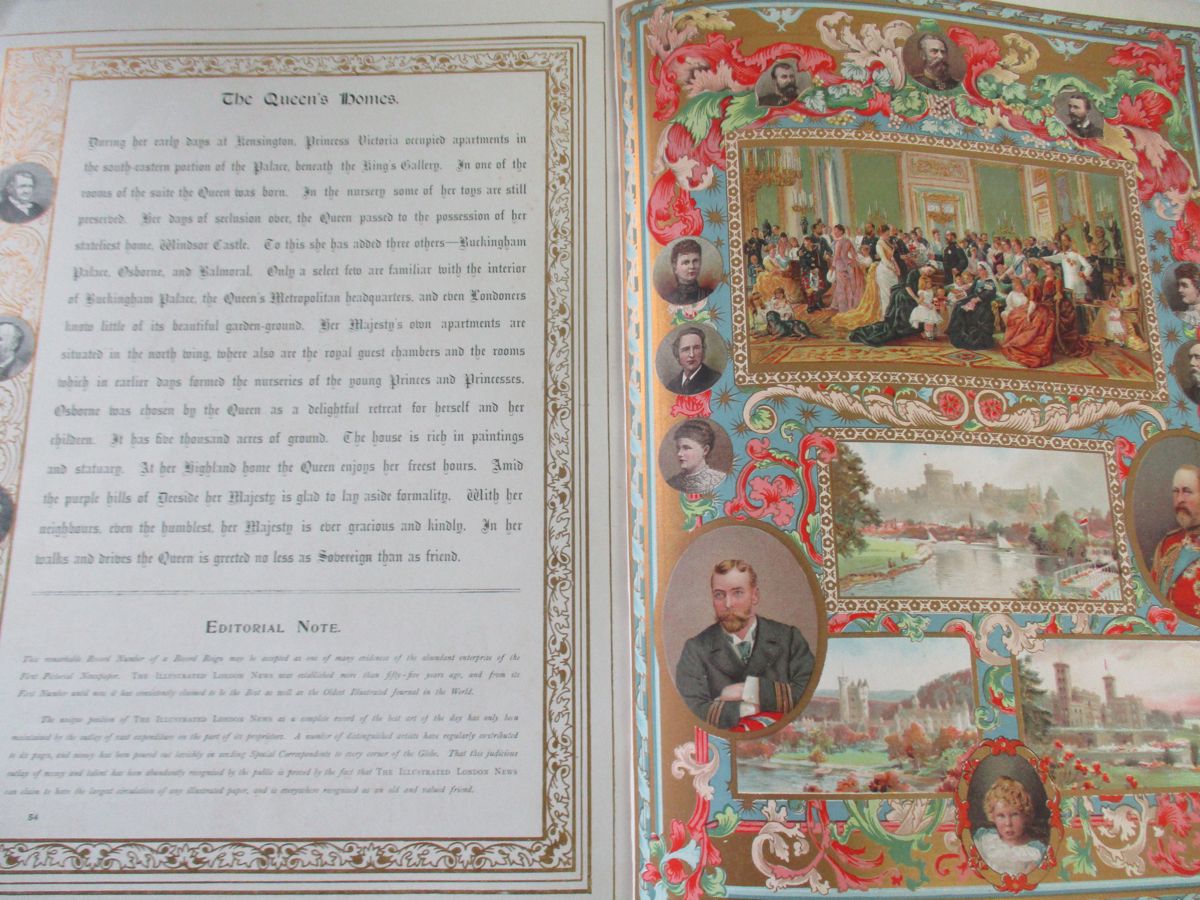 The Queen's Homes.
During her early days at Kensington, Princess Victoria occupied apartments in
the south-eastern portion of the Palace, beneath the King's Gallery. In one of the
rooms of the suite the Queen was born. In the nursery some of her toys are still
preserved. Her days of seclusion over, the Queen passed to the possession of her
stateliest home, Windsor Castle. To this she has added three others—Buckingham
Palace, Osborne, and Balmoral. Only a select few are familiar with the interior
of Buckingham Palace, the Queen's Metropolitan headquarters, and even Londoners
know little of its beautiful garden-ground. Her Majesty's own apartments are
situated in the north wing, where also are the royal guest chambers and the rooms
which in earlier days formed the nurseries of the young Princes and Princesses.
Osborne was chosen by the Queen as a delightful retreat for herself and her
children. It has five thousand acres of ground. The house is rich in paintings
and statuary. At her Highland home the Queen enjoys her freest hours. Amid
the purple hills of Deeside her Majesty is glad to lay aside formality. With her
neighbours, even the humblest, her Majesty is ever gracious and kindly. In her
walks and drives the Queen is greeted no less as Sovereign than as friend.
EDITORIAL NOTE.
This remarkable Record Number of a Record Reign may be accepted as one of many evidences of the abundant enterprise of the
First Pictorial Newspaper. THE ILLUSTRATED LONDON NEWS was established more than fifty-five years ago, and from its
First Number until now it has consistently claimed to be the Best as well as the Oldest Illustrated Journal in the World.
The unique position of THE ILLUSTRATED LONDON NEWS as a complete record of the best art of the day has only been
maintained by the outlay of vast expenditure on the part of its proprietors. A number of distinguished artists have regularly contributed
to its pages, and money has been poured out lavishly in sending Special Correspondents to every corner of the Globe. That this judicious
outlay of money and talent has been abundantly recognised by the public is proved by the fact that THE ILLUSTRATED LONDON NEWS
can claim to have the largest circulation of any illustrated paper, and is everywhere recognised as an old and valued friend.
54